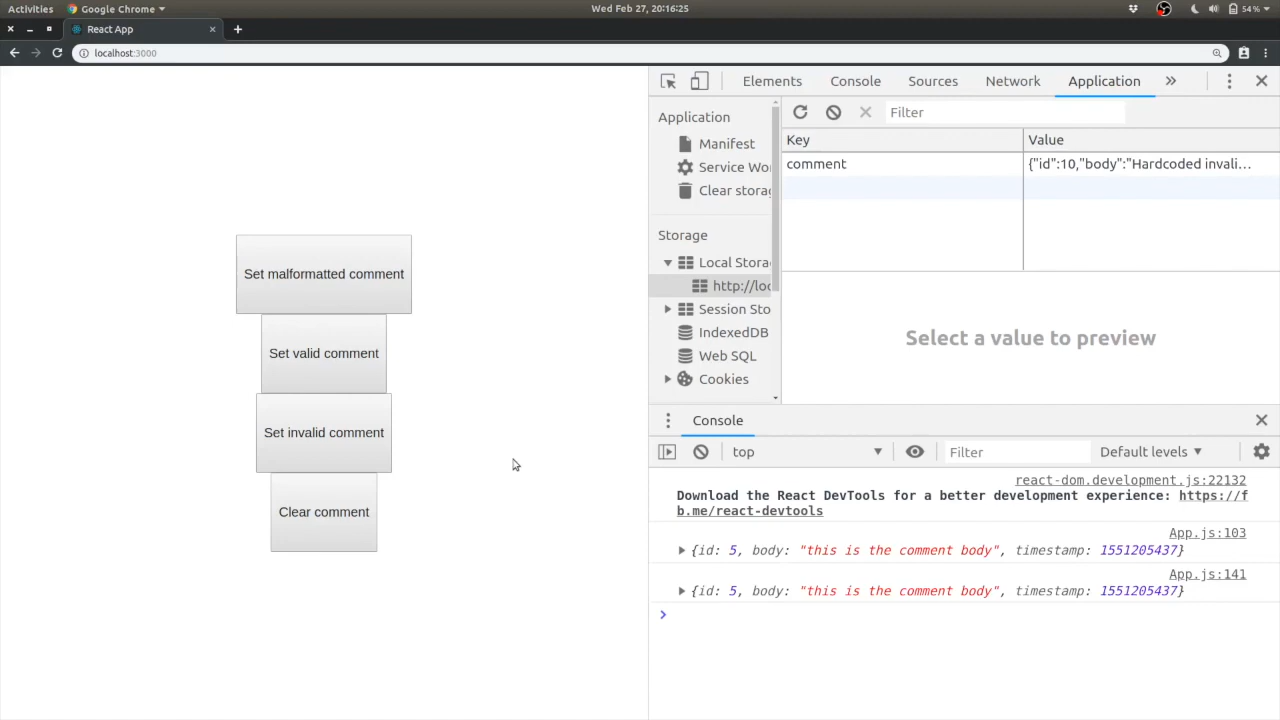 Activities
Google Chrome
Wed Feb 27, 20:16:25
54%
React App
localhost:3000
Set malformatted comment
Set valid comment
Set invalid comment
Clear comment
Elements
Console
Sources
Network
Application
Application
Manifest
Service Wo
Clear storag
Storage
Local Stora
http://loc
Session Sto
IndexedDB
Web SQL
Cookies
Filter
Key
Value
comment
{"id":10,"body":"Hardcoded invali...
Select a value to preview
Console
top
Filter
Default levels
react-dom.development.js:22132
Download the React DevTools for a better development experience: https://f
b.me/react-devtools
App.js:103
{id: 5, body: "this is the comment body", timestamp: 1551205437}
App.js:141
{id: 5, body: "this is the comment body", timestamp: 1551205437}